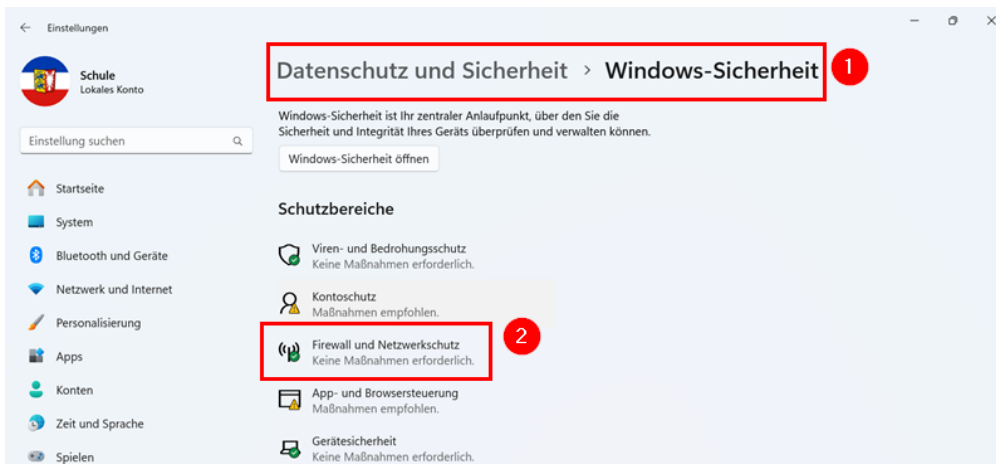 Einstellungen
Schule
Lokales Konto
Einstellung suchen
Startseite
System
Bluetooth und Geräte
Netzwerk und Internet
Personalisierung
Apps
Konten
Zeit und Sprache
Spielen
Datenschutz und Sicherheit > Windows-Sicherheit
1
Windows-Sicherheit ist Ihr zentraler Anlaufpunkt, über den Sie die
Sicherheit und Integrität Ihres Geräts überprüfen und verwalten können.
Windows-Sicherheit öffnen
Schutzbereiche
Viren- und Bedrohungsschutz
Keine Maßnahmen erforderlich.
Kontoschutz
Maßnahmen empfohlen.
Firewall und Netzwerkschutz
Keine Maßnahmen erforderlich.
2
App- und Browsersteuerung
Maßnahmen empfohlen.
Gerätesicherheit
Keine Maßnahmen erforderlich.